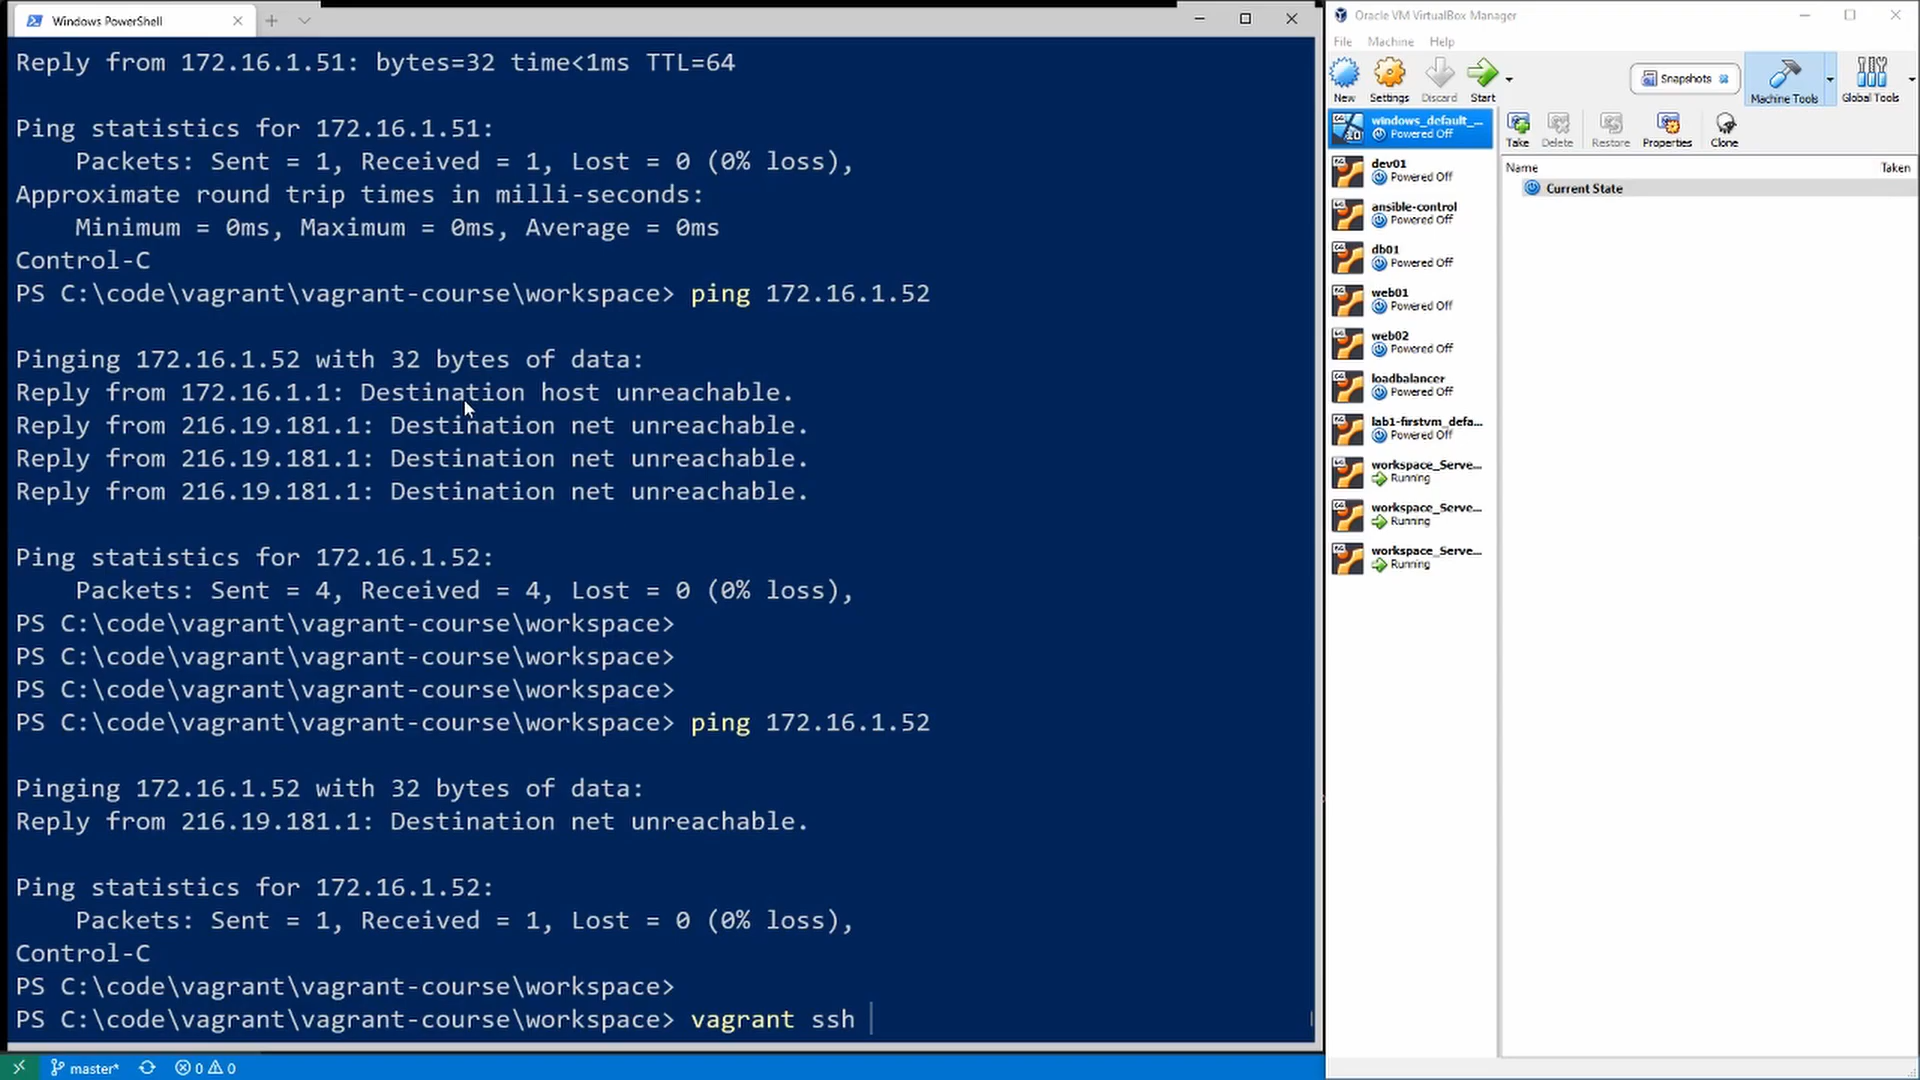 Windows PowerShell
Reply from 172.16.1.51: bytes=32 time<1ms TTL=64
Ping statistics for 172.16.1.51:
Packets: Sent = 1, Received = 1, Lost = 0 (0% loss),
Approximate round trip times in milli-seconds:
Minimum = 0ms, Maximum = 0ms, Average = 0ms
Control-C
PS C:\code\vagrant\vagrant-course\workspace> ping 172.16.1.52
Pinging 172.16.1.52 with 32 bytes of data:
Reply from 172.16.1.1: Destination host unreachable.
Reply from 216.19.181.1: Destination net unreachable.
Reply from 216.19.181.1: Destination net unreachable.
Reply from 216.19.181.1: Destination net unreachable.
Ping statistics for 172.16.1.52:
Packets: Sent = 4, Received = 4, Lost = 0 (0% loss),
PS C:\code\vagrant\vagrant-course\workspace>
PS C:\code\vagrant\vagrant-course\workspace>
PS C:\code\vagrant\vagrant-course\workspace>
PS C:\code\vagrant\vagrant-course\workspace> ping 172.16.1.52
Pinging 172.16.1.52 with 32 bytes of data:
Reply from 216.19.181.1: Destination net unreachable.
Ping statistics for 172.16.1.52:
Packets: Sent = 1, Received = 1, Lost = 0 (0% loss),
Control-C
PS C:\code\vagrant\vagrant-course\workspace>
PS C:\code\vagrant\vagrant-course\workspace> vagrant ssh
master* 0 0
Oracle VM VirtualBox Manager
File Machine Help
New Settings Discard Start Snapshots Machine Tools Global Tools
windows_default_...
Powered Off
dev01
Powered Off
ansible-control
Powered Off
db01
Powered Off
web01
Powered Off
web02
Powered Off
loadbalancer
Powered Off
lab1-firstvm_defa...
Powered Off
workspace_Serve...
Running
workspace_Serve...
Running
workspace_Serve...
Running
Take Delete Restore Properties Clone
Name Taken
Current State